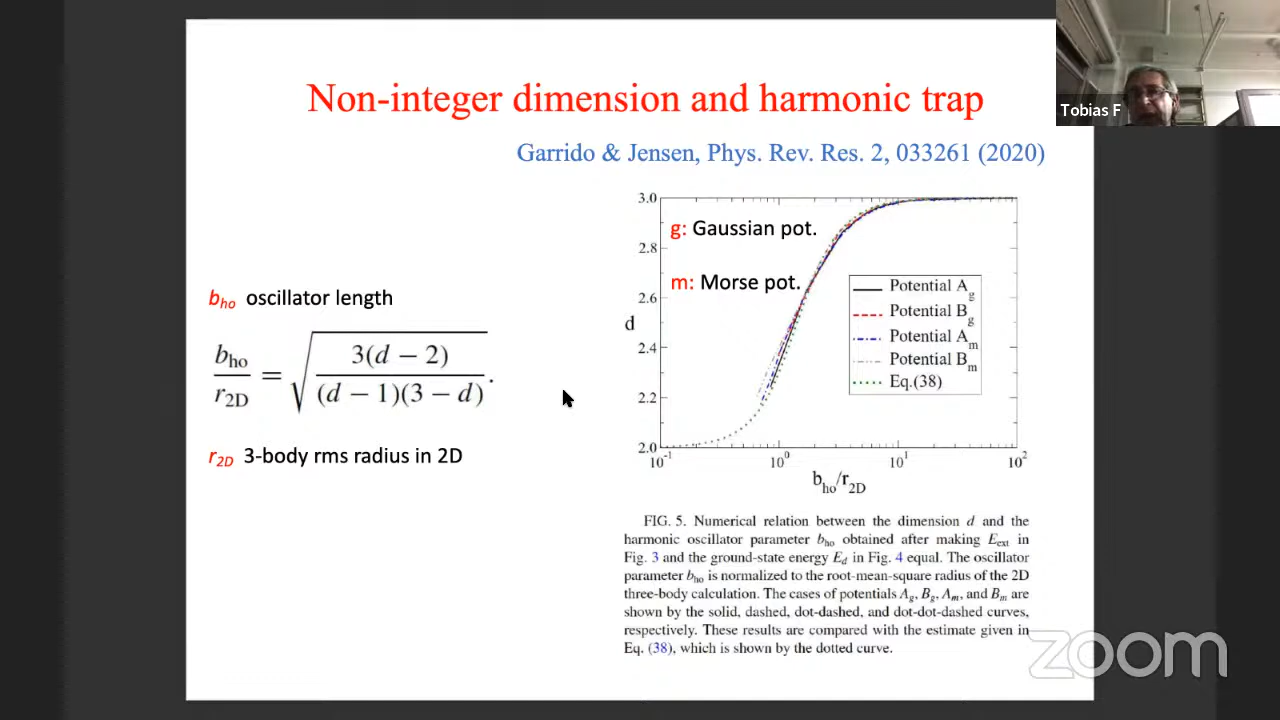 Non-integer dimension and harmonic trap
Tobias F
Garrido & Jensen, Phys. Rev. Res. 2, 033261 (2020)
b_ho oscillator length
b_ho / r_2D = √(3(d − 2) / (d − 1)(3 − d)).
r_2D 3-body rms radius in 2D
g: Gaussian pot.
m: Morse pot.
3.0
2.8
2.6
2.4
2.2
2.0
d
Potential A_g
Potential B_g
Potential A_m
Potential B_m
Eq.(38)
10^-1 10^0 10^1 10^2
b_ho/r_2D
FIG. 5. Numerical relation between the dimension d and the
harmonic oscillator parameter b_ho obtained after making E_ext in
Fig. 3 and the ground-state energy E_d in Fig. 4 equal. The oscillator
parameter b_ho is normalized to the root-mean-square radius of the 2D
three-body calculation. The cases of potentials A_g, B_g, A_m, and B_m are
shown by the solid, dashed, dot-dashed, and dot-dot-dashed curves,
respectively. These results are compared with the estimate given in
Eq. (38), which is shown by the dotted curve.
zoom